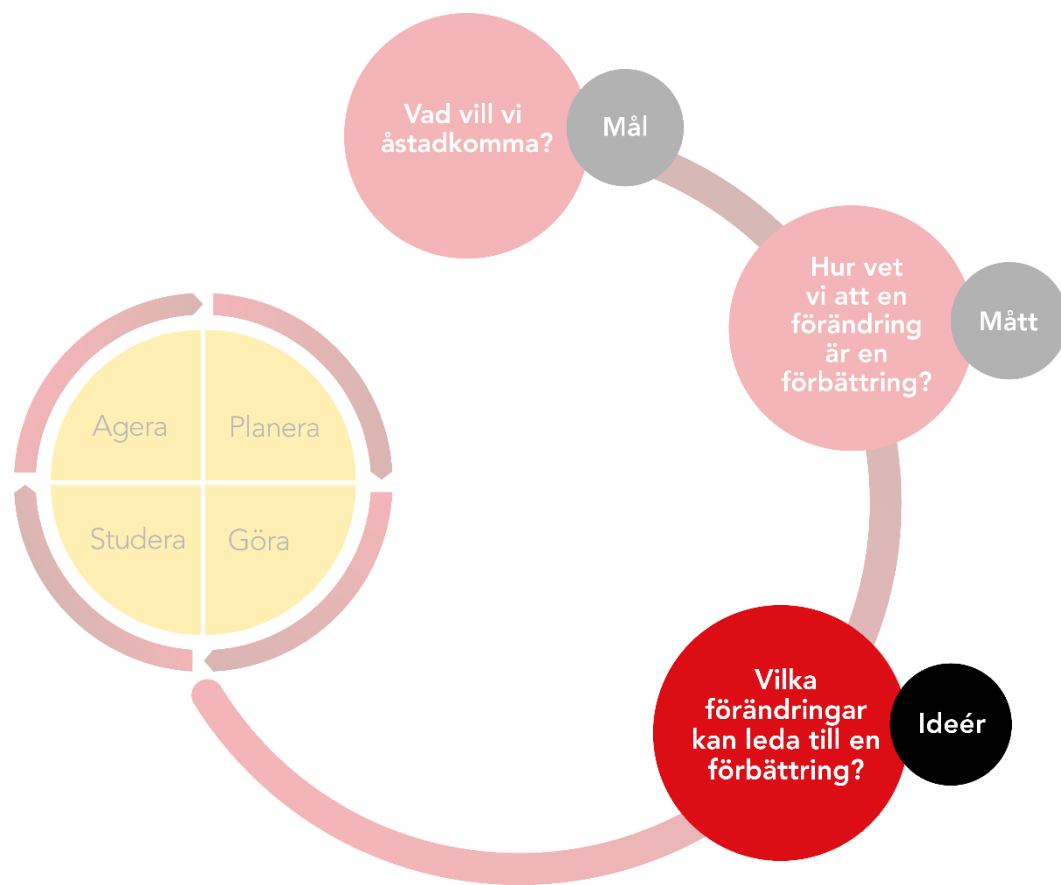 Vad vill vi
åstadkomma?
Mål
Hur vet
vi att en
förändring
är en
förbättring?
Mått
Agera
Planera
Studera
Göra
Vilka
förändringar
kan leda till en
förbättring?
Ideér